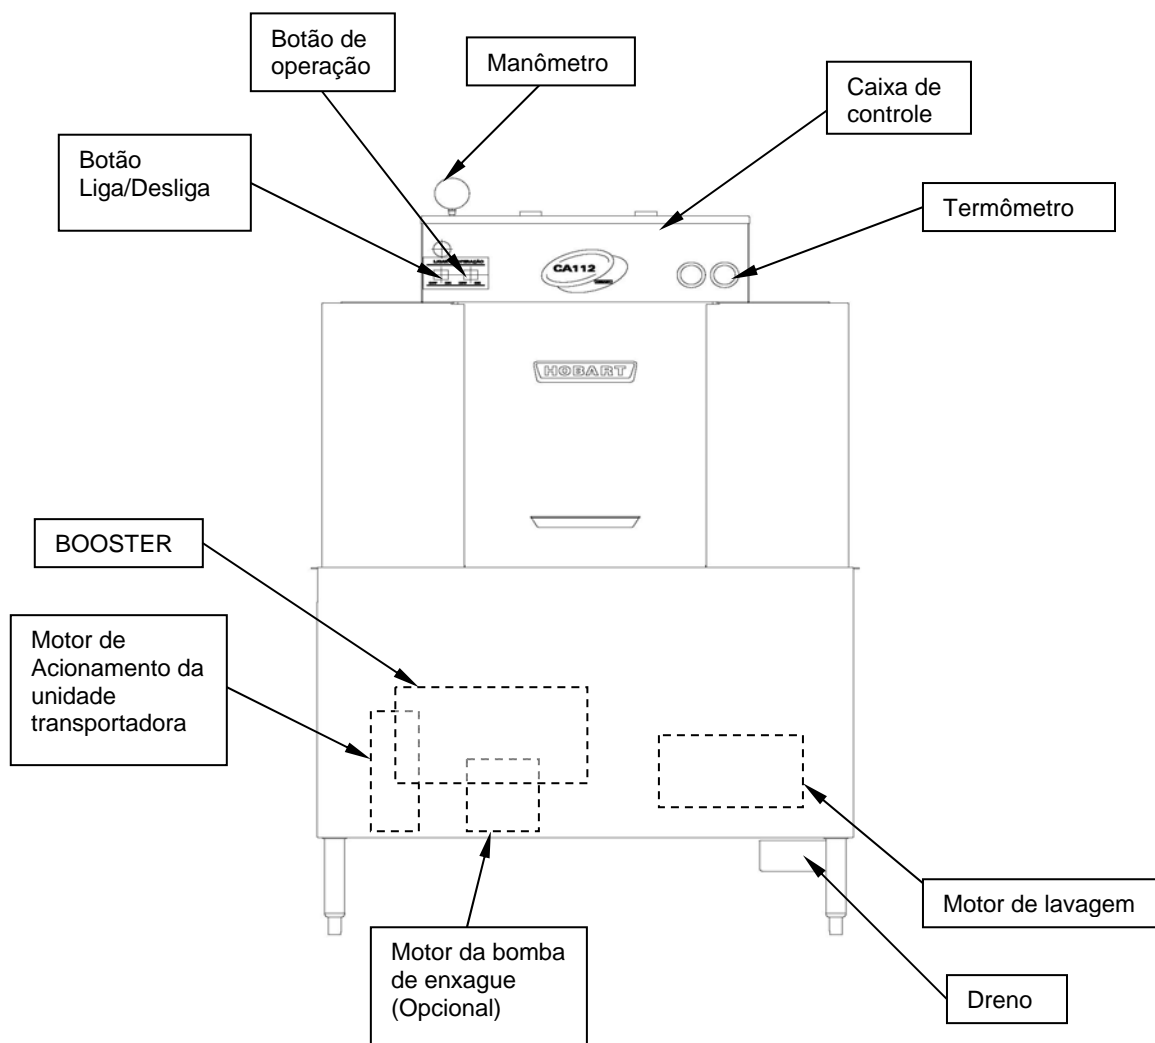 Botão de
operação
Manômetro
Caixa de
controle
Botão
Liga/Desliga
Termômetro
CA112
HOBART
BOOSTER
Motor de
Acionamento da
unidade
transportadora
Motor de lavagem
Motor da bomba
de enxague
(Opcional)
Dreno